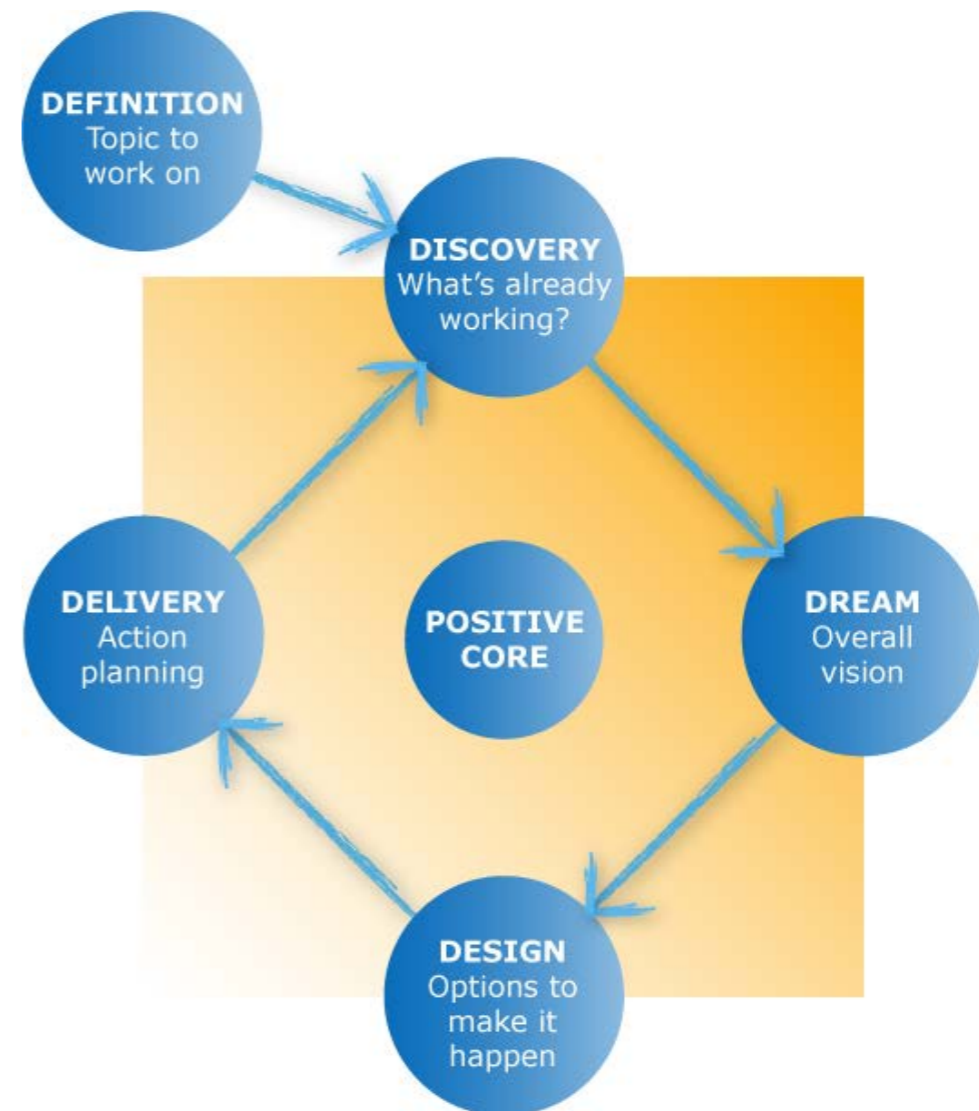 DEFINITION
Topic to
work on
DISCOVERY
What's already
working?
DREAM
Overall
vision
DESIGN
Options to
make it
happen
DELIVERY
Action
planning
POSITIVE
CORE